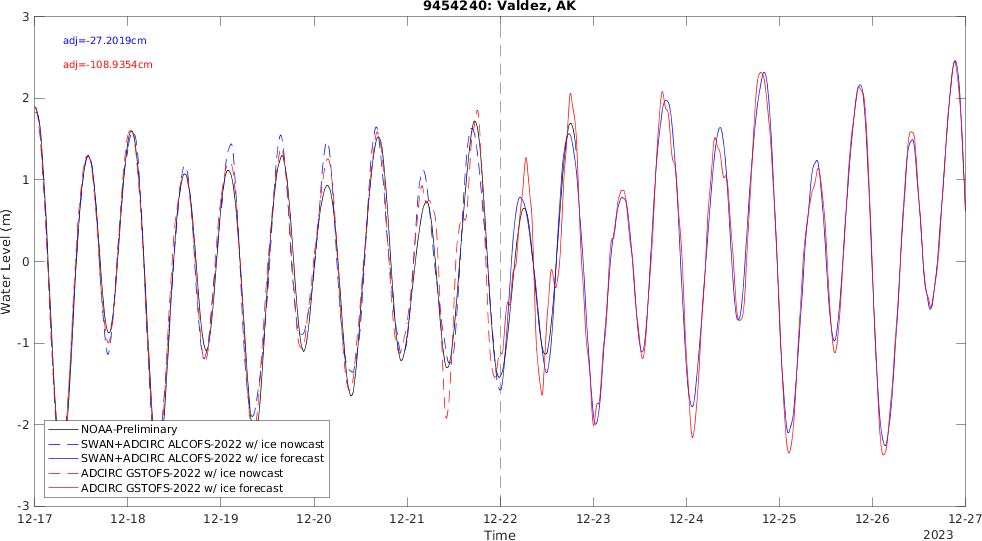 9454240: Valdez, AK
adj=-27.2019cm
adj=-108.9354cm
Water Level (m)
3
2
1
0
-1
-2
-3
NOAA-Preliminary
SWAN+ADCIRC ALCOFS-2022 w/ ice nowcast
SWAN+ADCIRC ALCOFS-2022 w/ ice forecast
ADCIRC GSTOFS-2022 w/ ice nowcast
ADCIRC GSTOFS-2022 w/ ice forecast
12-17 12-18 12-19 12-20 12-21 12-22 12-23 12-24 12-25 12-26 12-27
Time
2023